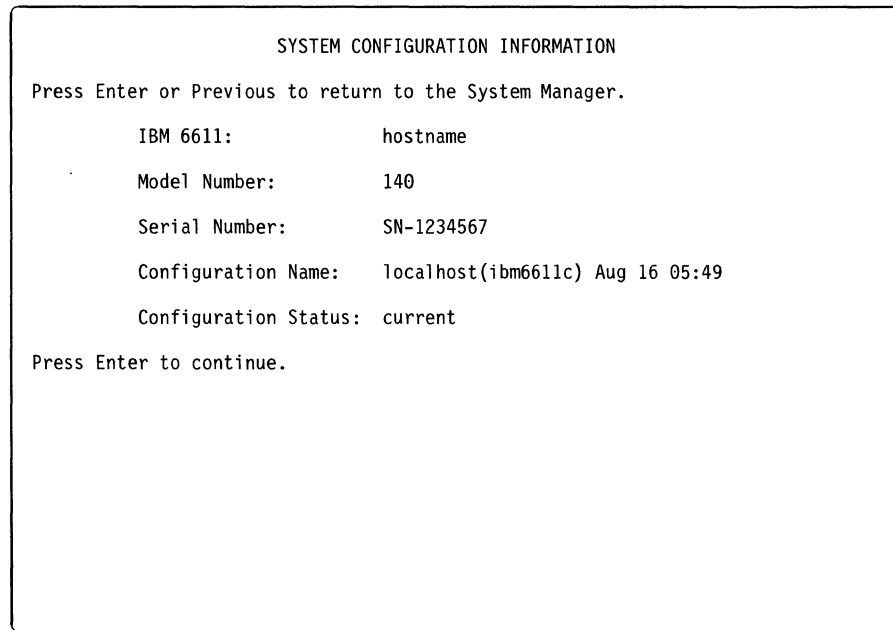 SYSTEM CONFIGURATION INFORMATION
Press Enter or Previous to return to the System Manager.
IBM 6611: hostname
Model Number: 140
Serial Number: SN-1234567
Configuration Name: localhost(ibm6611c) Aug 16 05:49
Configuration Status: current
Press Enter to continue.